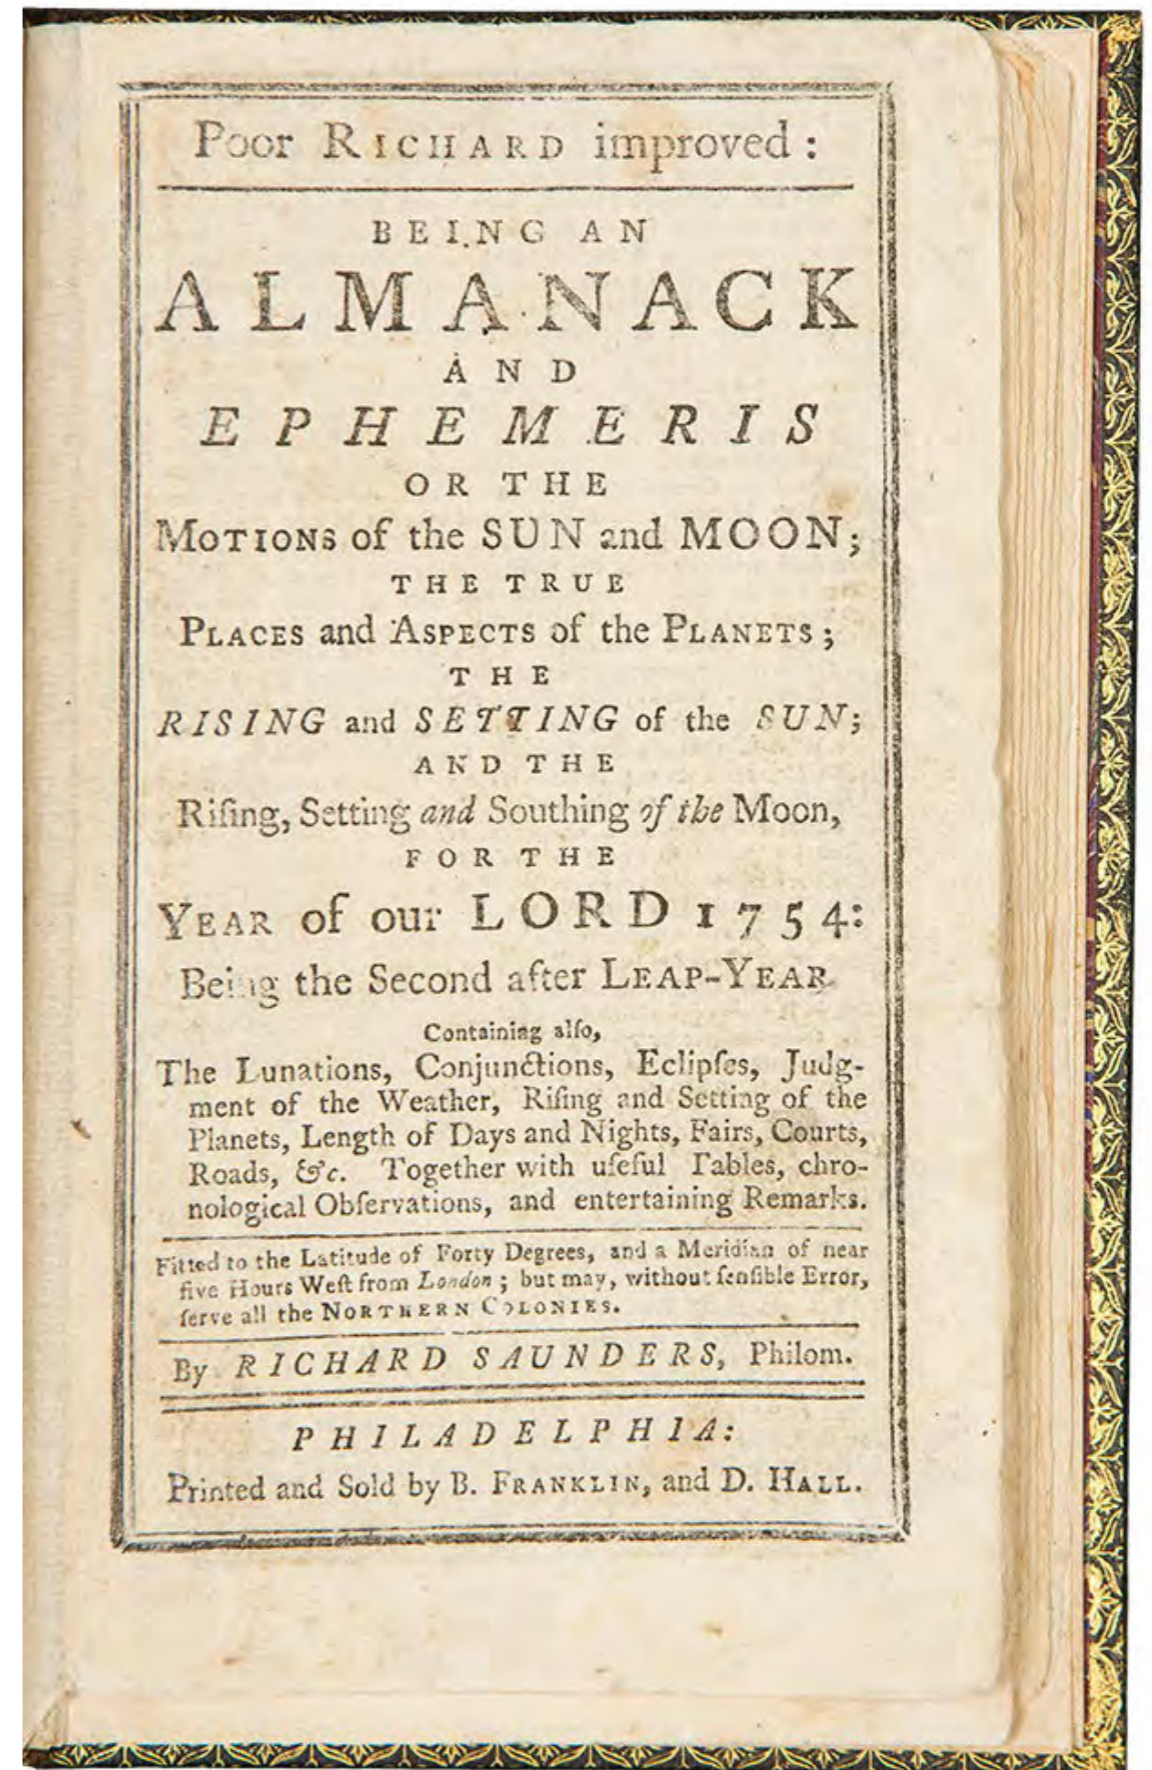 Poor RICHARD improved:
BEING AN
ALMANACK
AND
EPHEMERIS
OR THE
MOTIONS of the SUN and MOON;
THE TRUE
PLACES and ASPECTS of the PLANETS;
THE
RISING and SETTING of the SUN;
AND THE
Riſing, Setting and Southing of the Moon,
FOR THE
YEAR of our LORD 1754:
Being the Second after LEAP-YEAR
Containing alſo,
The Lunations, Conjunctions, Eclipſes, Judg-
ment of the Weather, Riſing and Setting of the
Planets, Length of Days and Nights, Fairs, Courts,
Roads, &c. Together with uſeful Tables, chro-
nological Obſervations, and entertaining Remarks.
Fitted to the Latitude of Forty Degrees, and a Meridian of near
five Hours Weſt from London; but may, without ſenſible Error,
ſerve all the NORTHERN COLONIES.
By RICHARD SAUNDERS, Philom.
PHILADELPHIA:
Printed and Sold by B. FRANKLIN, and D. HALL.